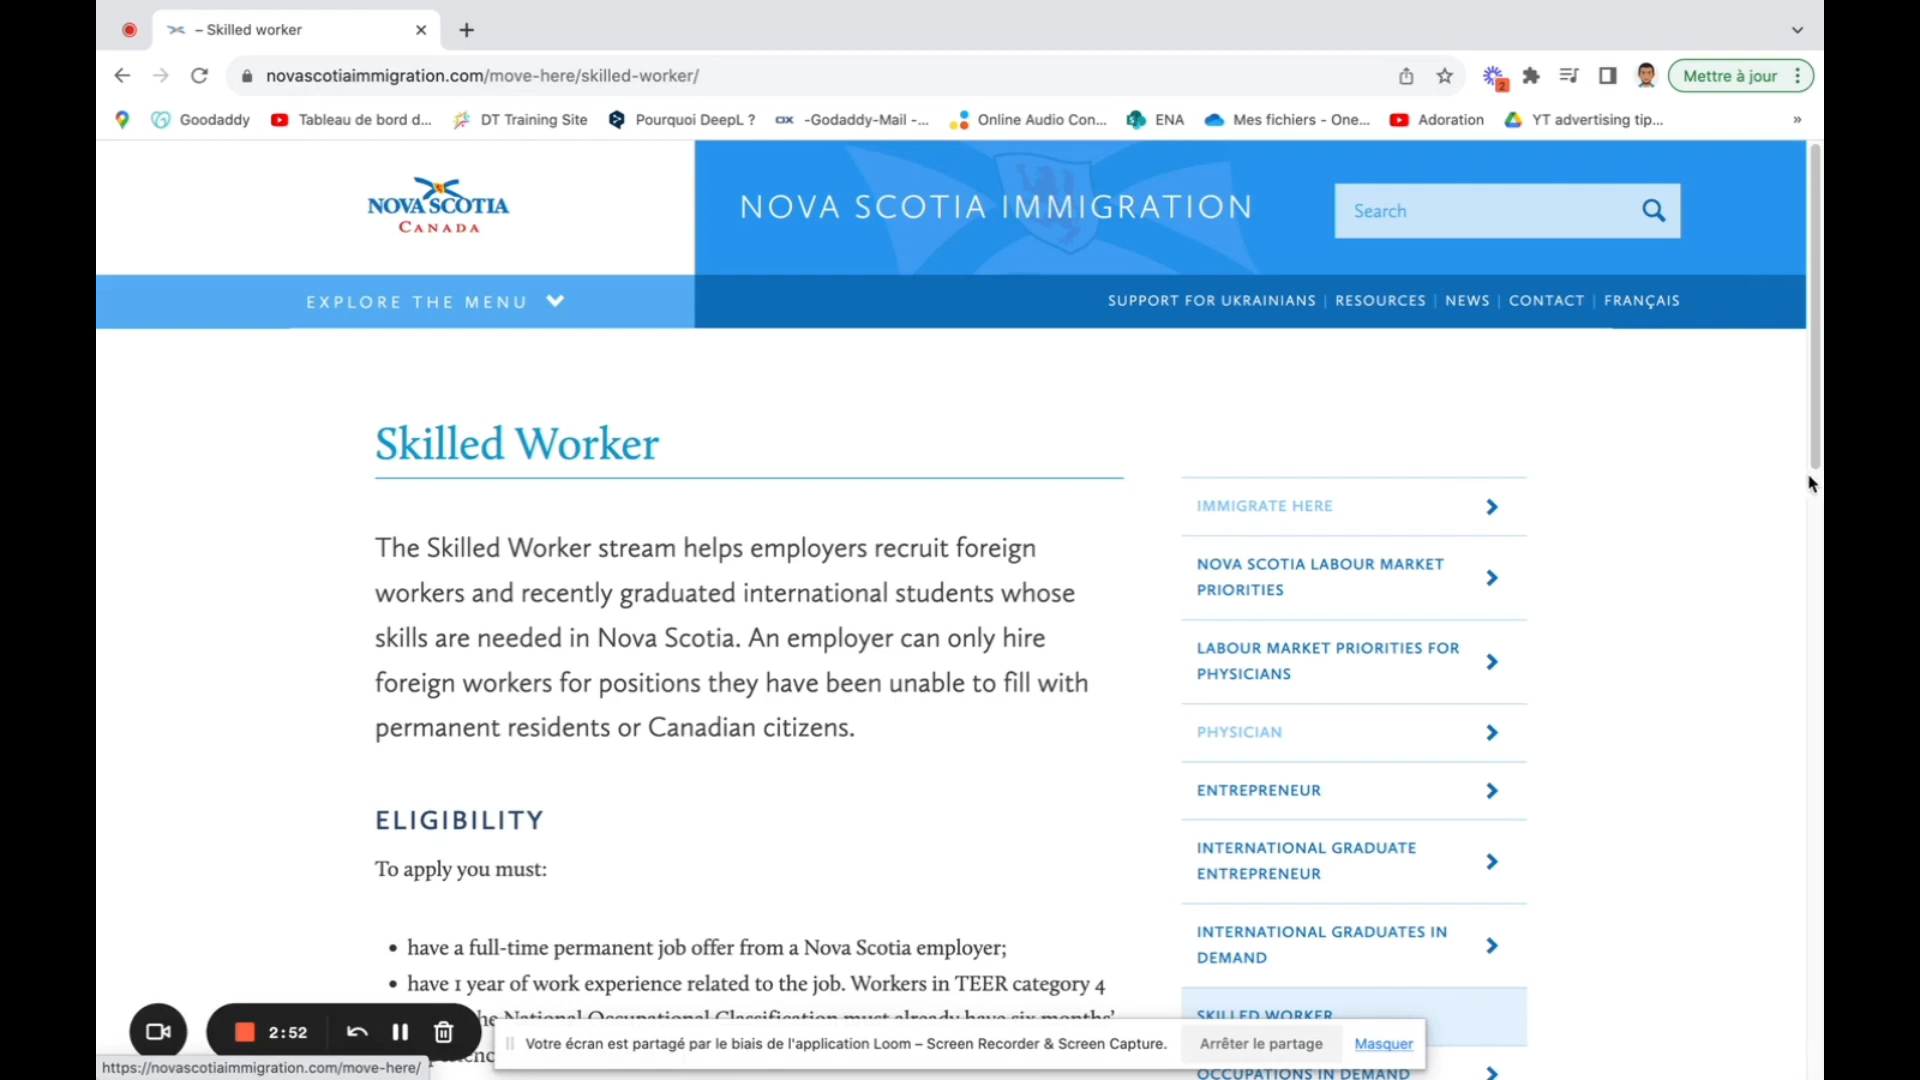 – Skilled worker
novascotiaimmigration.com/move-here/skilled-worker/
2
Mettre à jour
Goodaddy
Tableau de bord d...
DT Training Site
Pourquoi DeepL ?
-Godaddy-Mail -...
Online Audio Con...
ENA
Mes fichiers - One...
Adoration
YT advertising tip...
»
NOVA SCOTIA
CANADA
NOVA SCOTIA IMMIGRATION
Search
EXPLORE THE MENU
SUPPORT FOR UKRAINIANS | RESOURCES | NEWS | CONTACT | FRANÇAIS
Skilled Worker
The Skilled Worker stream helps employers recruit foreign
workers and recently graduated international students whose
skills are needed in Nova Scotia. An employer can only hire
foreign workers for positions they have been unable to fill with
permanent residents or Canadian citizens.
ELIGIBILITY
To apply you must:
• have a full-time permanent job offer from a Nova Scotia employer;
• have 1 year of work experience related to the job. Workers in TEER category 4
National Occupational Classification must already have six months'
IMMIGRATE HERE
NOVA SCOTIA LABOUR MARKET
PRIORITIES
LABOUR MARKET PRIORITIES FOR
PHYSICIANS
PHYSICIAN
ENTREPRENEUR
INTERNATIONAL GRADUATE
ENTREPRENEUR
INTERNATIONAL GRADUATES IN
DEMAND
SKILLED WORKER
OCCUPATIONS IN DEMAND
2:52
Votre écran est partagé par le biais de l'application Loom – Screen Recorder & Screen Capture.
Arrêter le partage
Masquer
https://novascotiaimmigration.com/move-here/